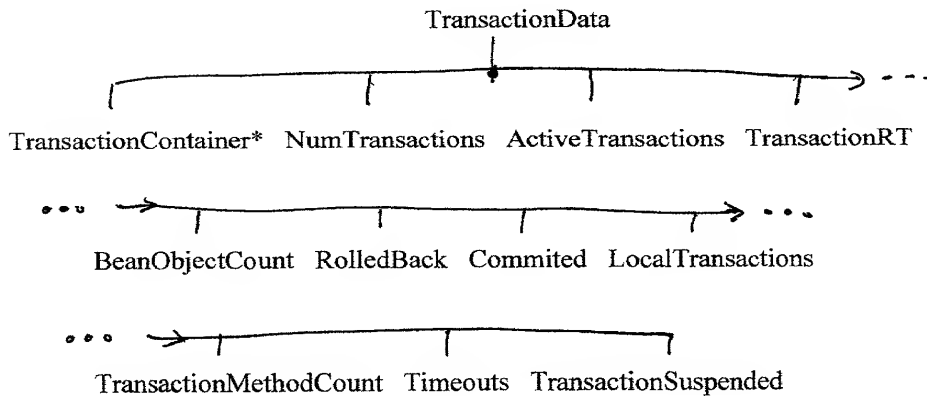 TransactionData
TransactionContainer* NumTransactions ActiveTransactions TransactionRT
BeanObjectCount RolledBack Commited LocalTransactions
TransactionMethodCount Timeouts TransactionSuspended